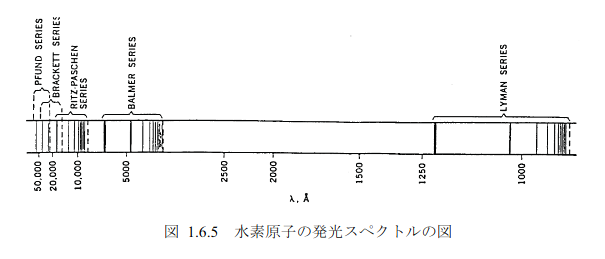 PFUND SERIES
BRACKETT SERIES
RITZ-PASCHEN
SERIES
BALMER SERIES
LYMAN SERIES
50,000
20,000
10,000
5000
2500
2000
1500
1250
1000
λ, Å
図 1.6.5 水素原子の発光スペクトルの図